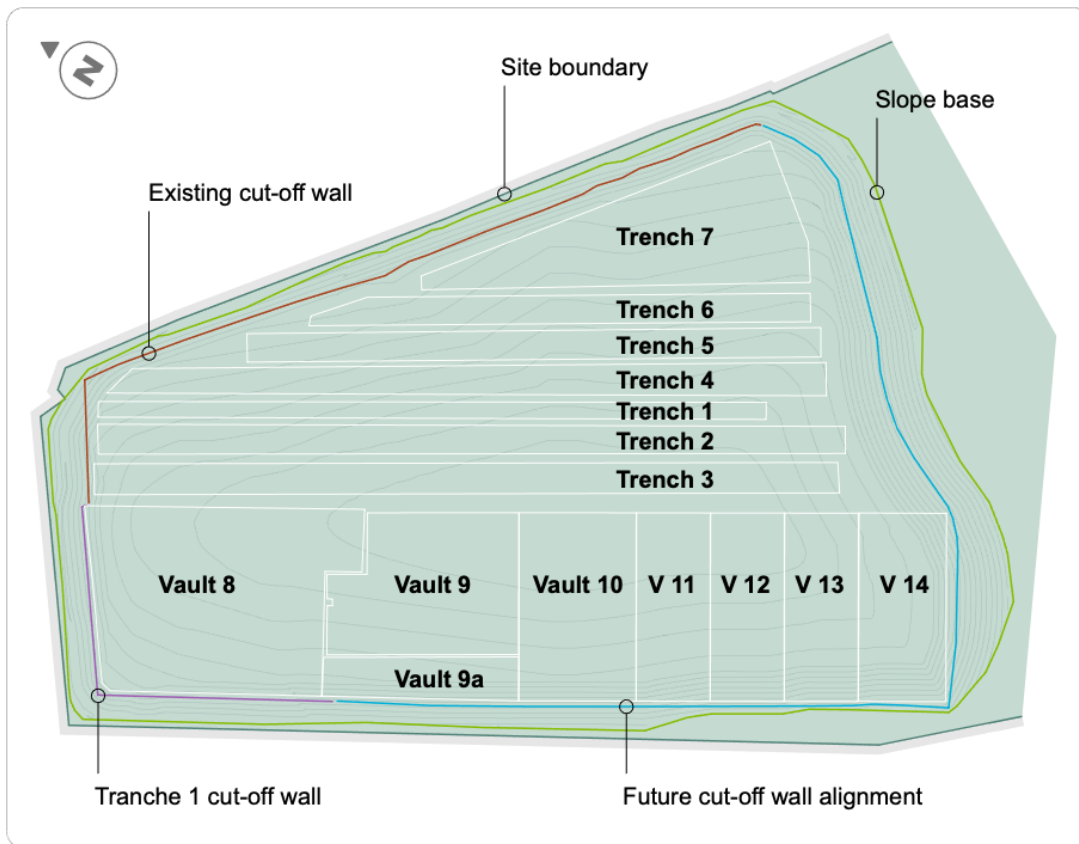 N
Site boundary
Slope base
Existing cut-off wall
Trench 7
Trench 6
Trench 5
Trench 4
Trench 1
Trench 2
Trench 3
Vault 8
Vault 9
Vault 10
V 11
V 12
V 13
V 14
Vault 9a
Tranche 1 cut-off wall
Future cut-off wall alignment